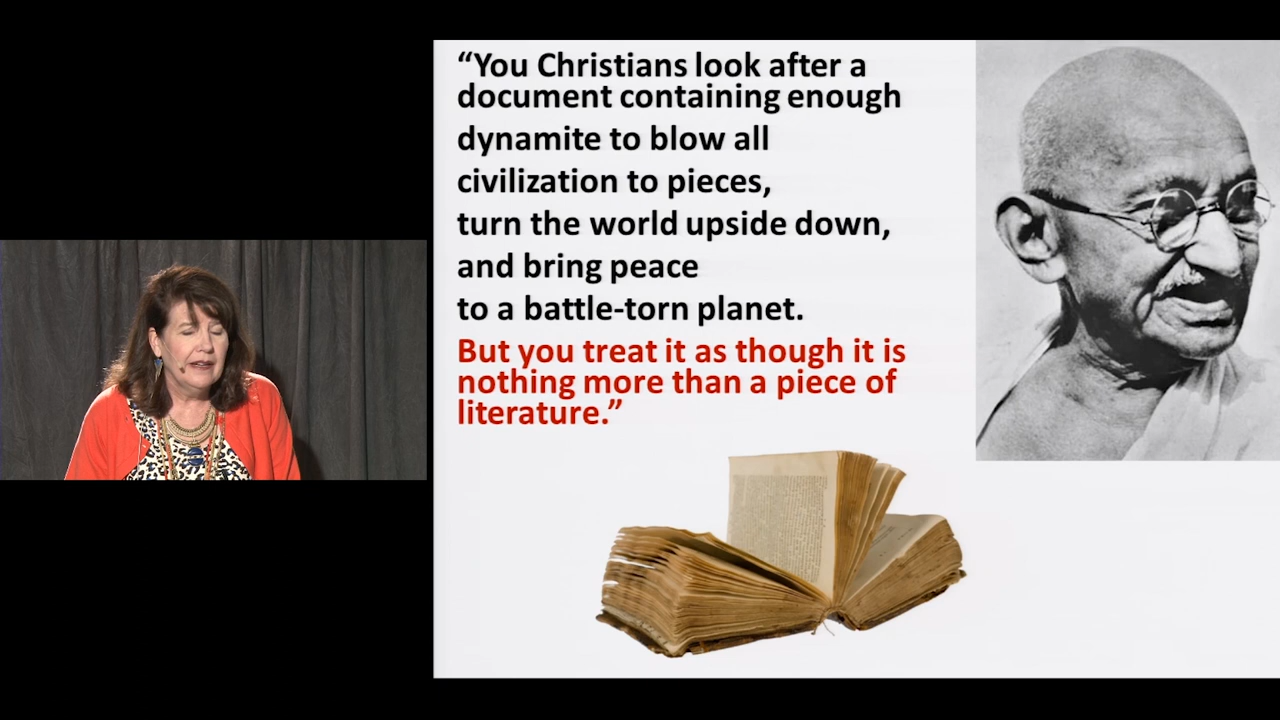 “You Christians look after a
document containing enough
dynamite to blow all
civilization to pieces,
turn the world upside down,
and bring peace
to a battle-torn planet.
But you treat it as though it is
nothing more than a piece of
literature.”